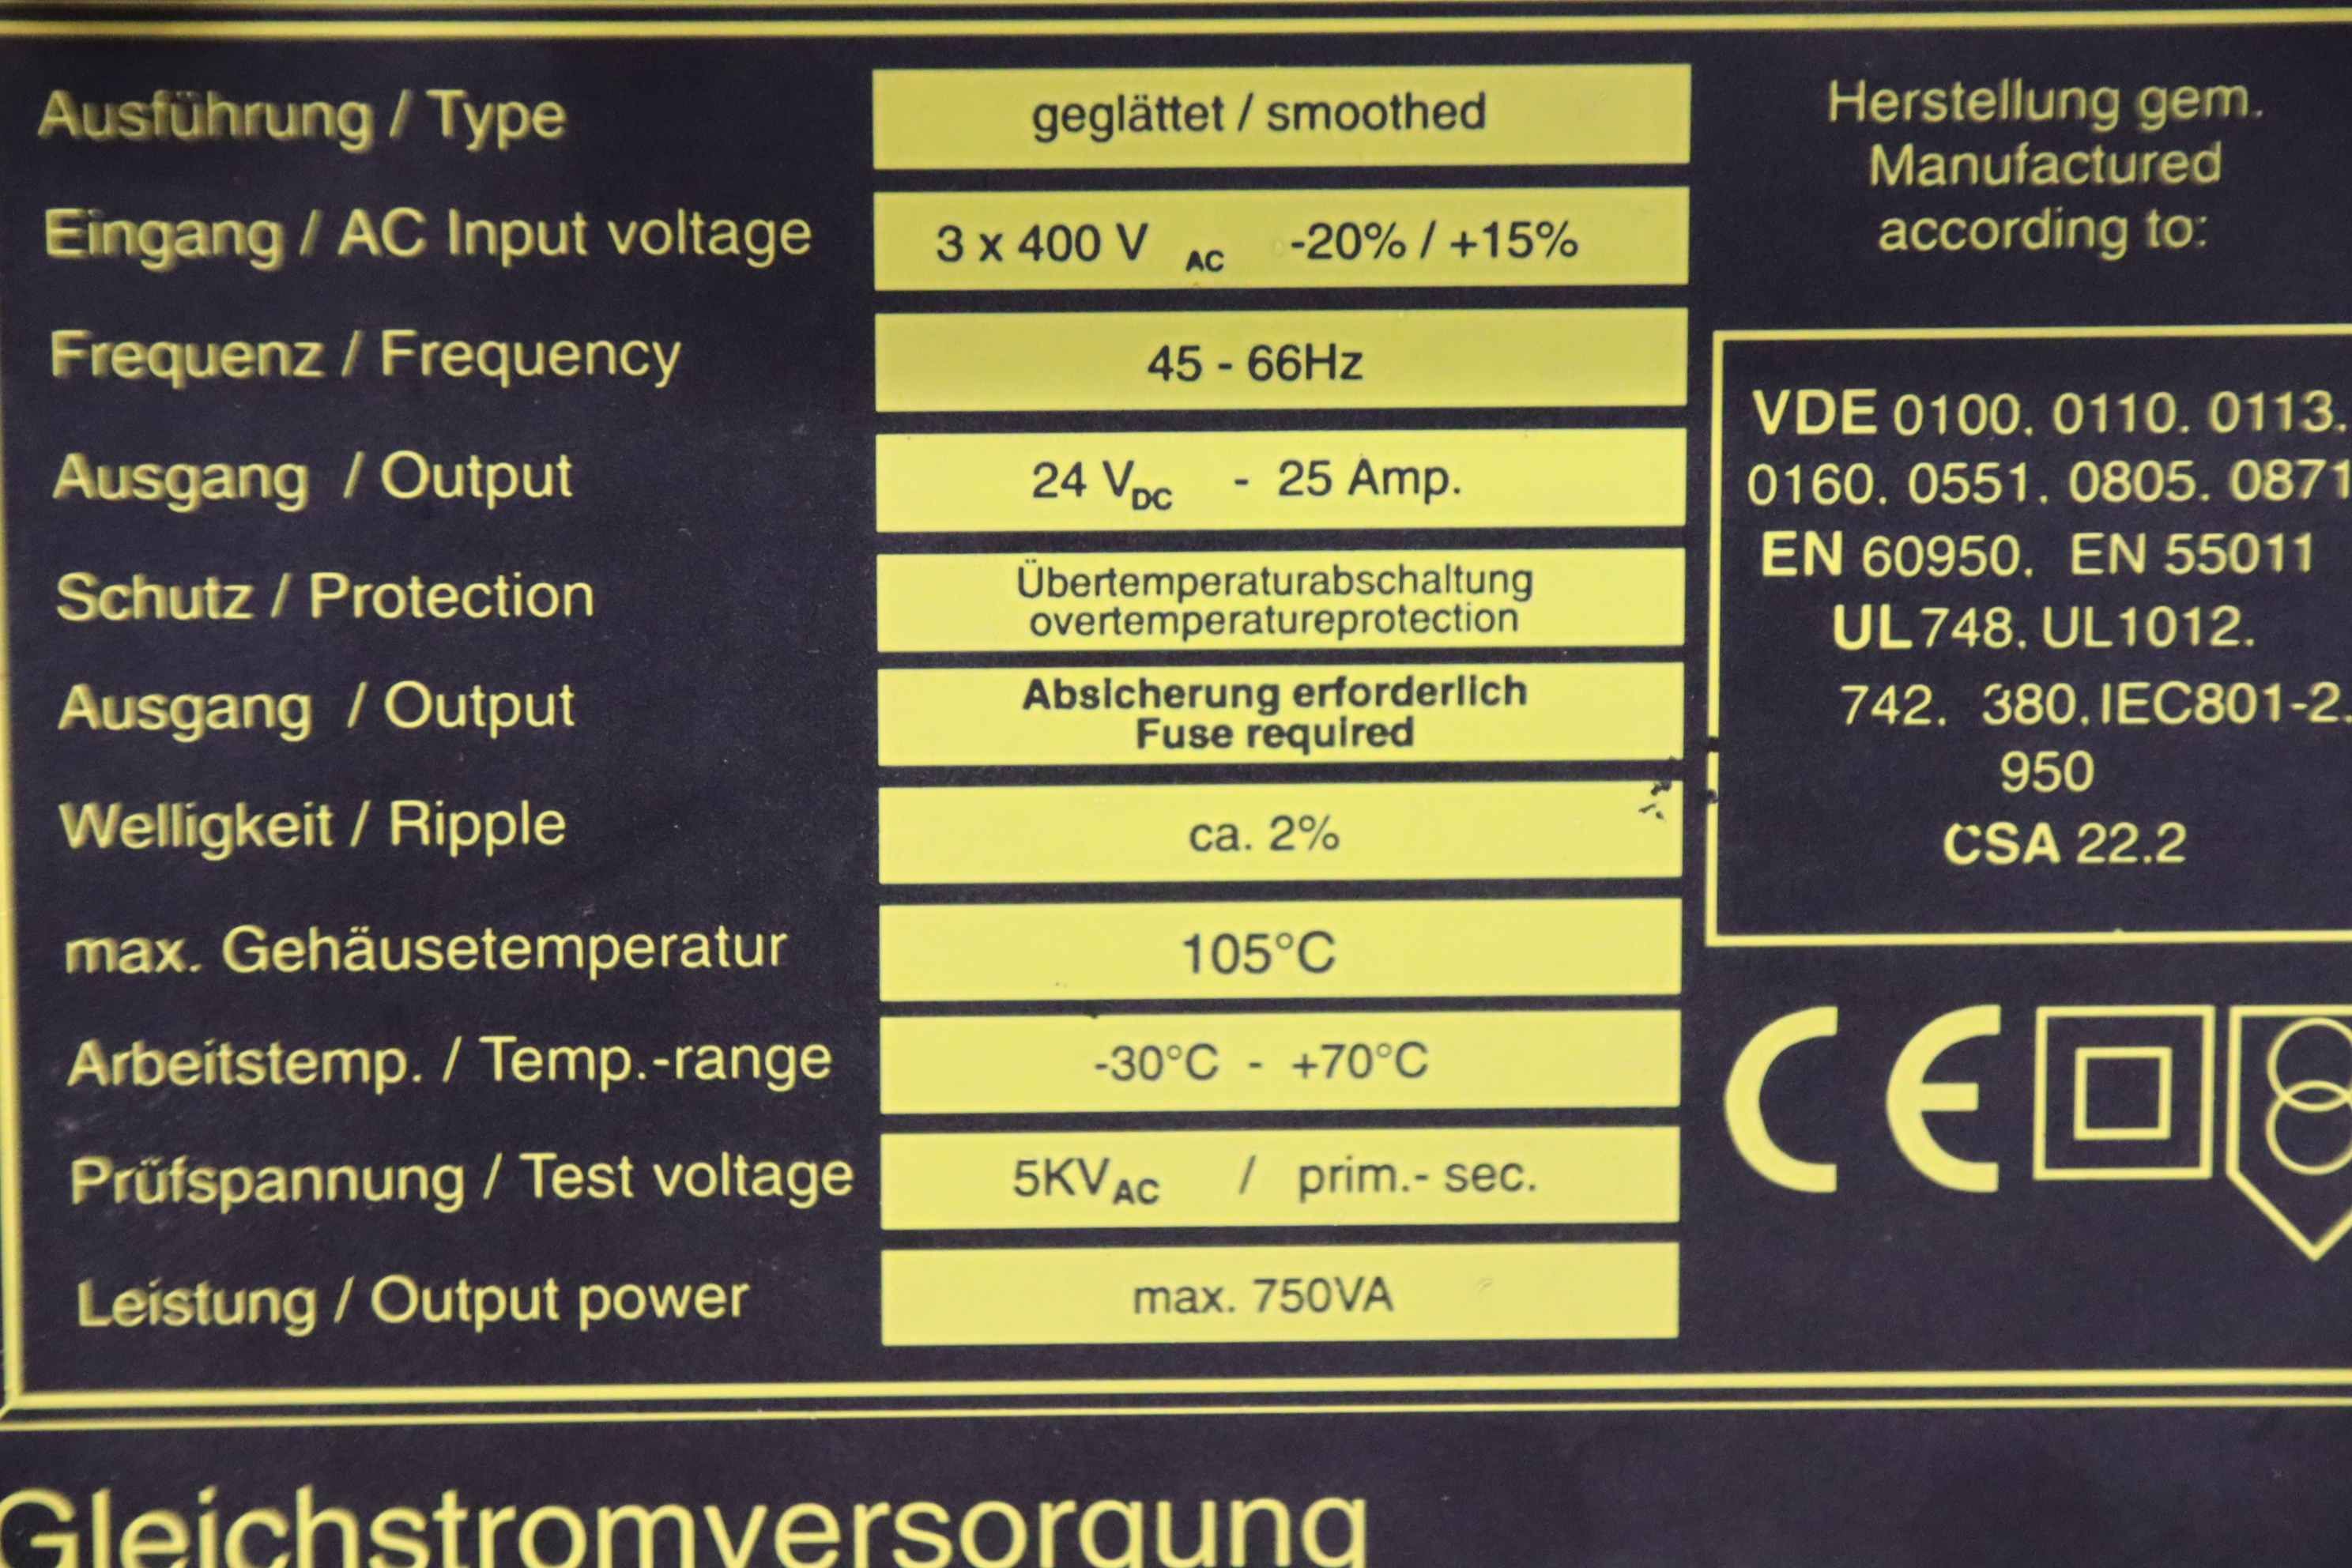 Ausführung / Type geglättet / smoothed
Eingang / AC Input voltage 3 x 400 V AC -20% / +15%
Frequenz / Frequency 45 - 66Hz
Ausgang / Output 24 VDC - 25 Amp.
Schutz / Protection Übertemperaturabschaltung
overtemperatureprotection
Ausgang / Output Absicherung erforderlich
Fuse required
Welligkeit / Ripple ca. 2%
max. Gehäusetemperatur 105°C
Arbeitstemp. / Temp.-range -30°C - +70°C
Prüfspannung / Test voltage 5KVAC / prim.- sec.
Leistung / Output power max. 750VA
Herstellung gem.
Manufactured
according to:
VDE 0100. 0110. 0113.
0160. 0551. 0805. 0871
EN 60950. EN 55011
UL 748. UL1012.
742. 380. IEC801-2.
950
CSA 22.2
CE
Gleichstromversorgung